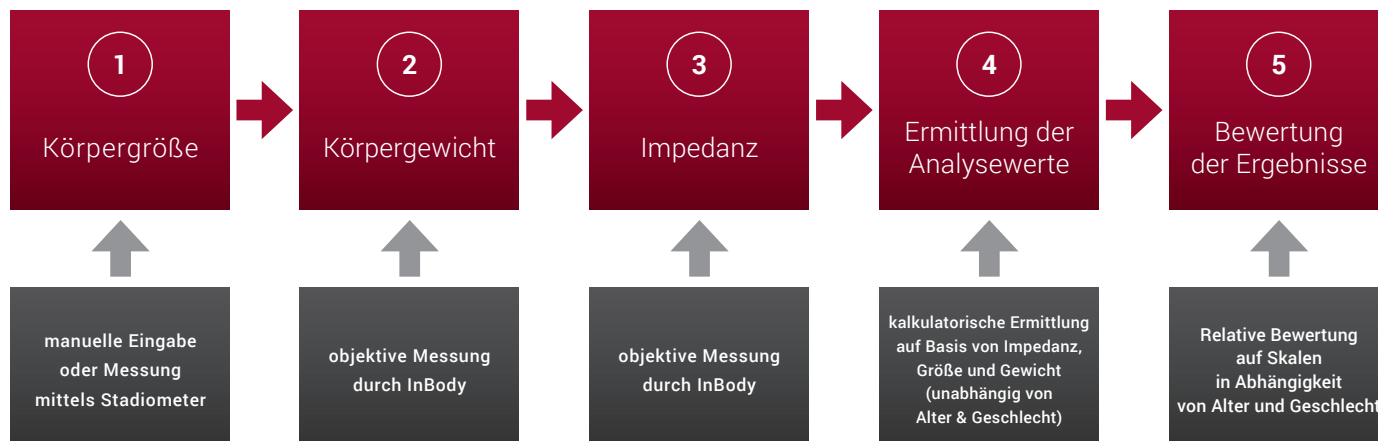 1
Körpergröße
2
Körpergewicht
3
Impedanz
4
Ermittlung der
Analysewerte
5
Bewertung
der Ergebnisse
manuelle Eingabe
oder Messung
mittels Stadiometer
objektive Messung
durch InBody
objektive Messung
durch InBody
kalkulatorische Ermittlung
auf Basis von Impedanz,
Größe und Gewicht
(unabhängig von
Alter & Geschlecht)
Relative Bewertung
auf Skalen
in Abhängigkeit
von Alter und Geschlecht